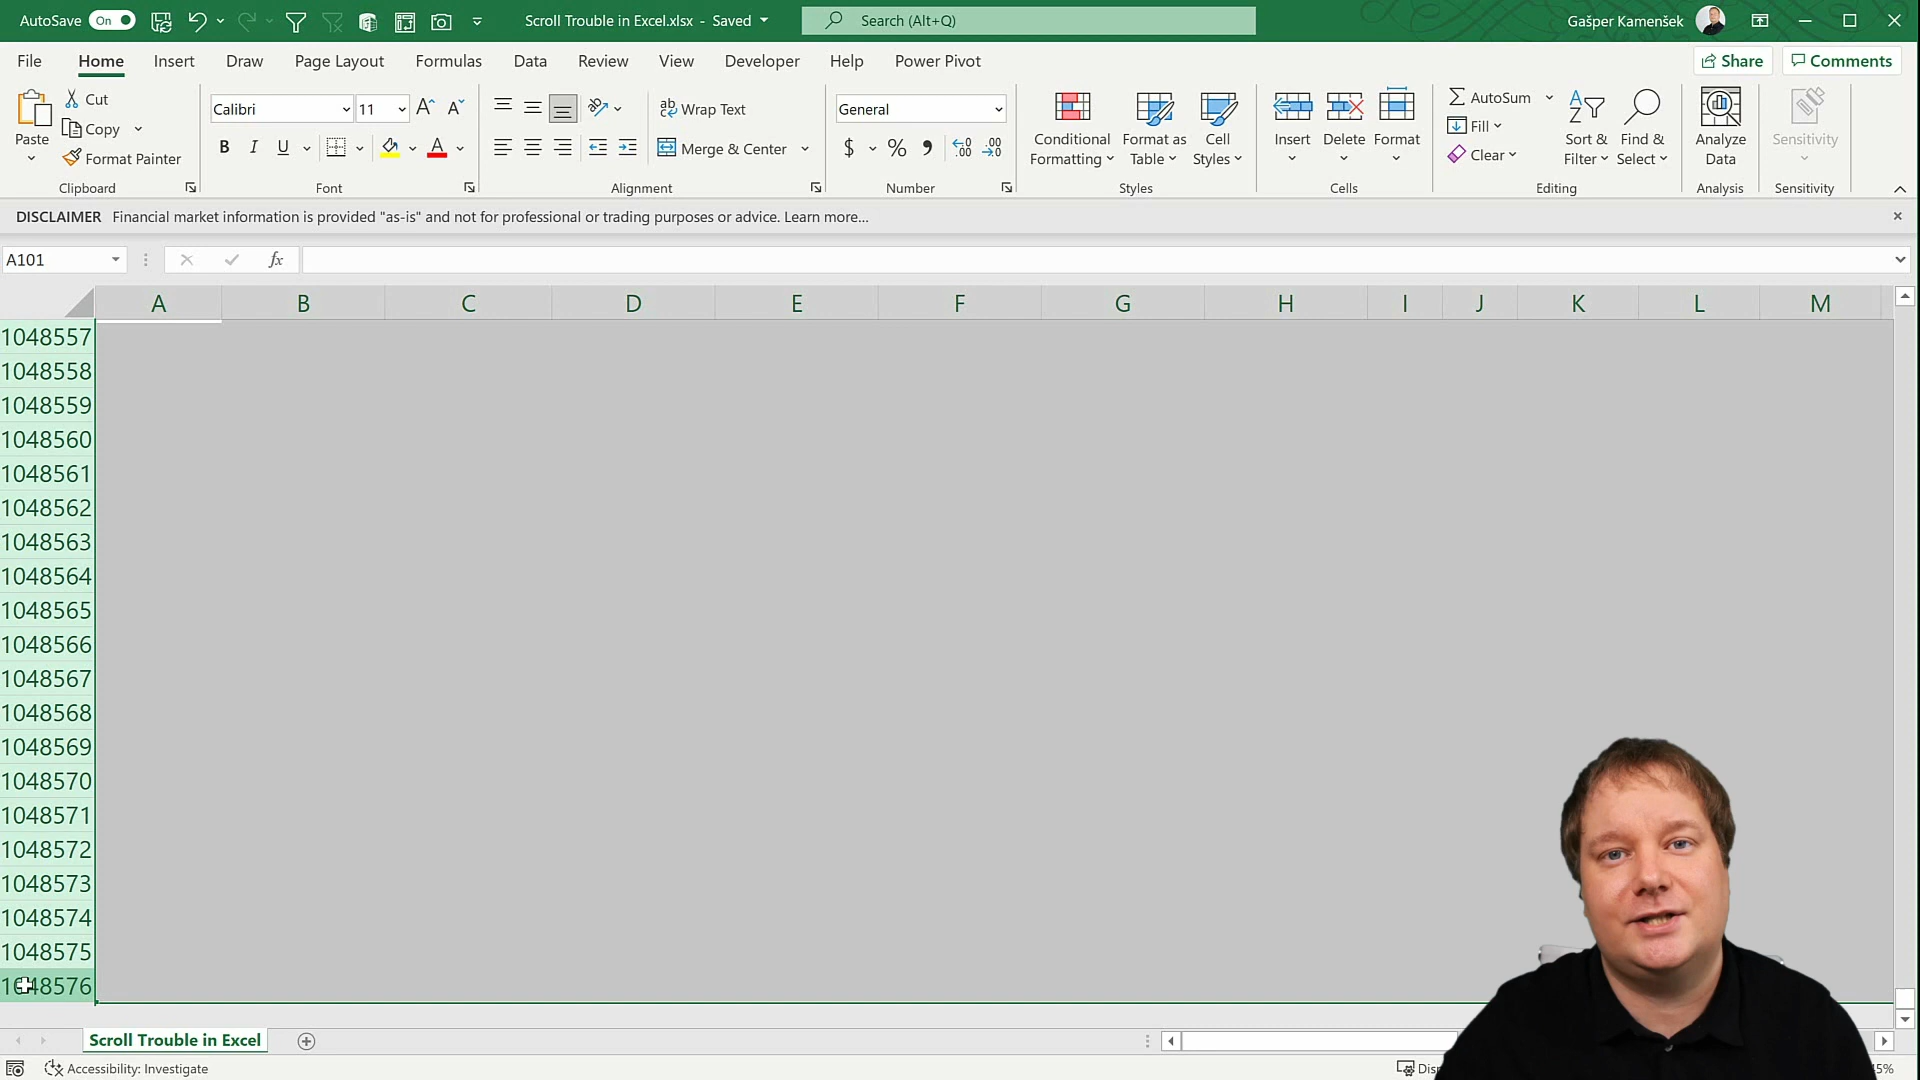 AutoSave On Scroll Trouble in Excel.xlsx - Saved Search (Alt+Q) Gašper Kamenšek
File Home Insert Draw Page Layout Formulas Data Review View Developer Help Power Pivot Share Comments
Paste Cut Copy Format Painter
Clipboard
Calibri 11
B I U A
Font
Wrap Text
Merge & Center
Alignment
General
$ % 9
Number
Conditional Formatting Format as Table Cell Styles
Styles
Insert Delete Format
Cells
AutoSum
Fill
Clear
Sort & Filter Find & Select
Editing
Analyze Data
Analysis
Sensitivity
Sensitivity
DISCLAIMER Financial market information is provided "as-is" and not for professional or trading purposes or advice. Learn more...
A101 fx
A B C D E F G H I J K L M
1048557
1048558
1048559
1048560
1048561
1048562
1048563
1048564
1048565
1048566
1048567
1048568
1048569
1048570
1048571
1048572
1048573
1048574
1048575
1048576
Scroll Trouble in Excel
Accessibility: Investigate